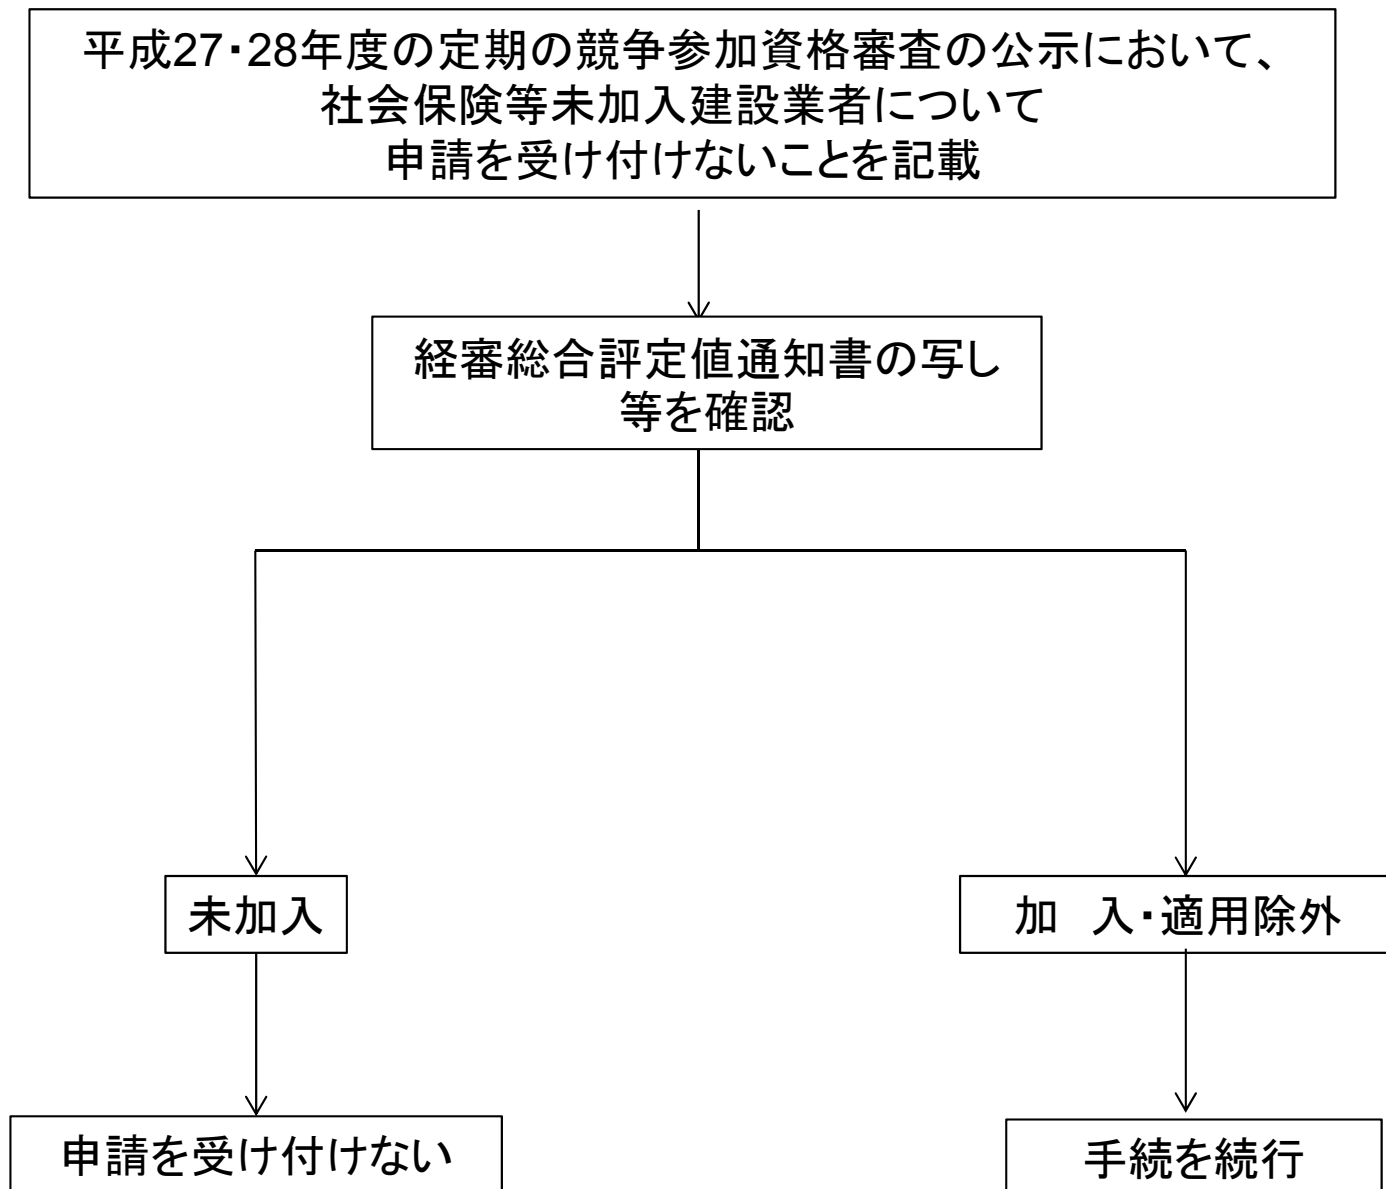 平成27・28年度の定期の競争参加資格審査の公示において、
社会保険等未加入建設業者について
申請を受け付けないことを記載
経審総合評定値通知書の写し
等を確認
未加入
加　入・適用除外
申請を受け付けない
手続を続行